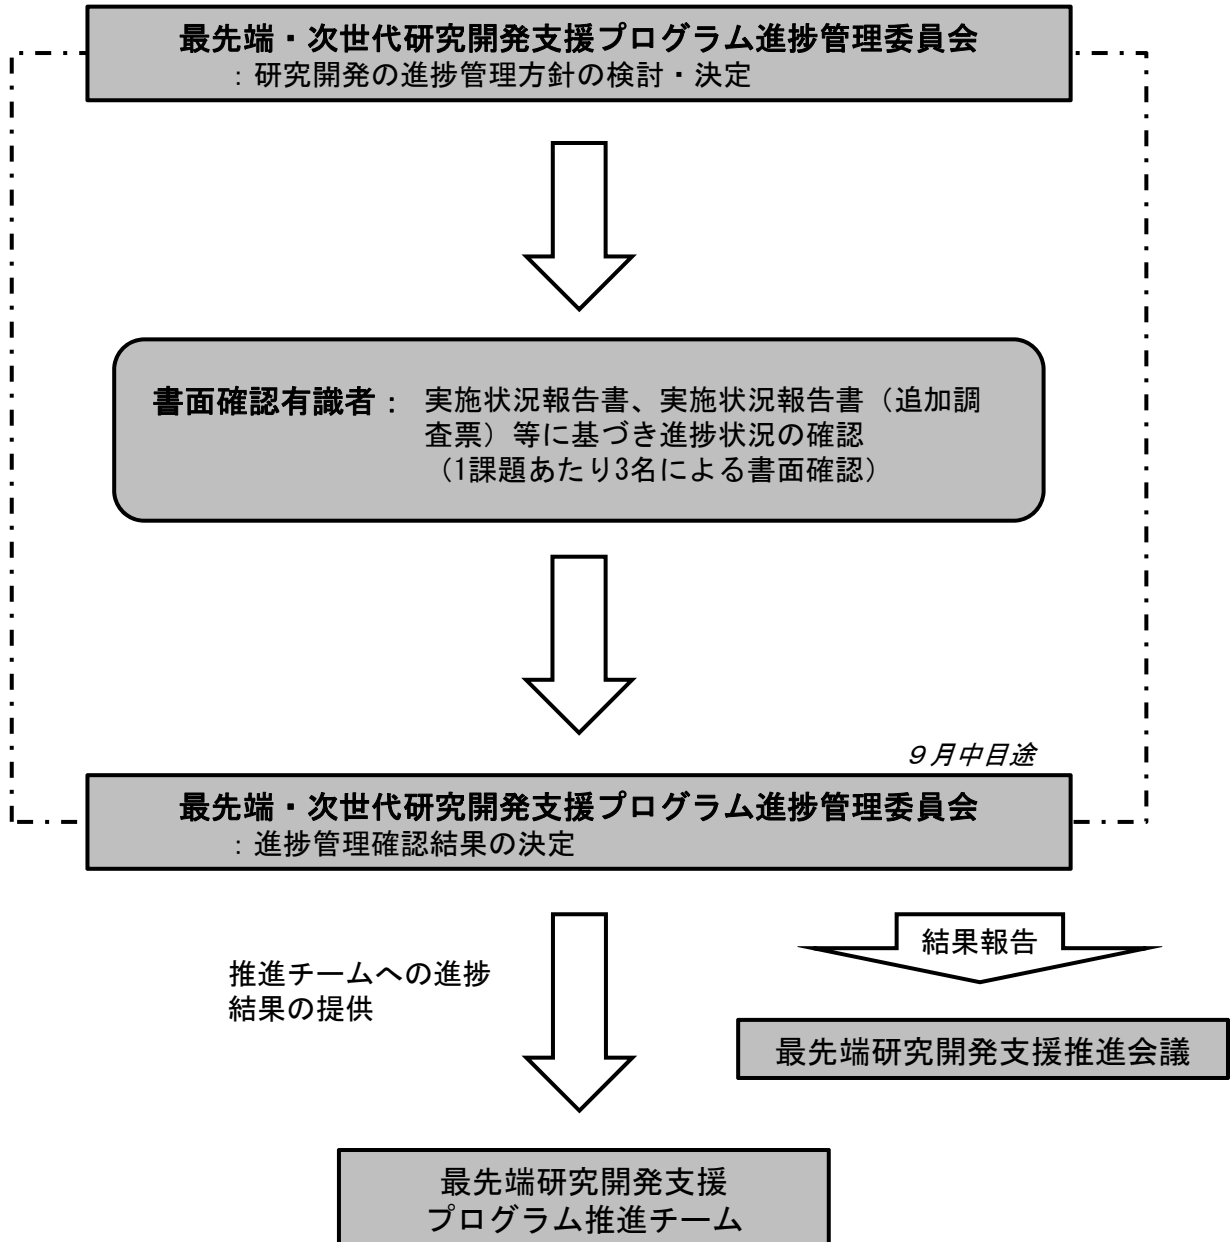 最先端・次世代研究開発支援プログラム進捗管理委員会
：研究開発の進捗管理方針の検討・決定
書面確認有識者： 実施状況報告書、実施状況報告書（追加調
査票）等に基づき進捗状況の確認
（1課題あたり3名による書面確認）
９月中目途
最先端・次世代研究開発支援プログラム進捗管理委員会
：進捗管理確認結果の決定
結果報告
推進チームへの進捗
結果の提供
最先端研究開発支援推進会議
最先端研究開発支援
プログラム推進チーム